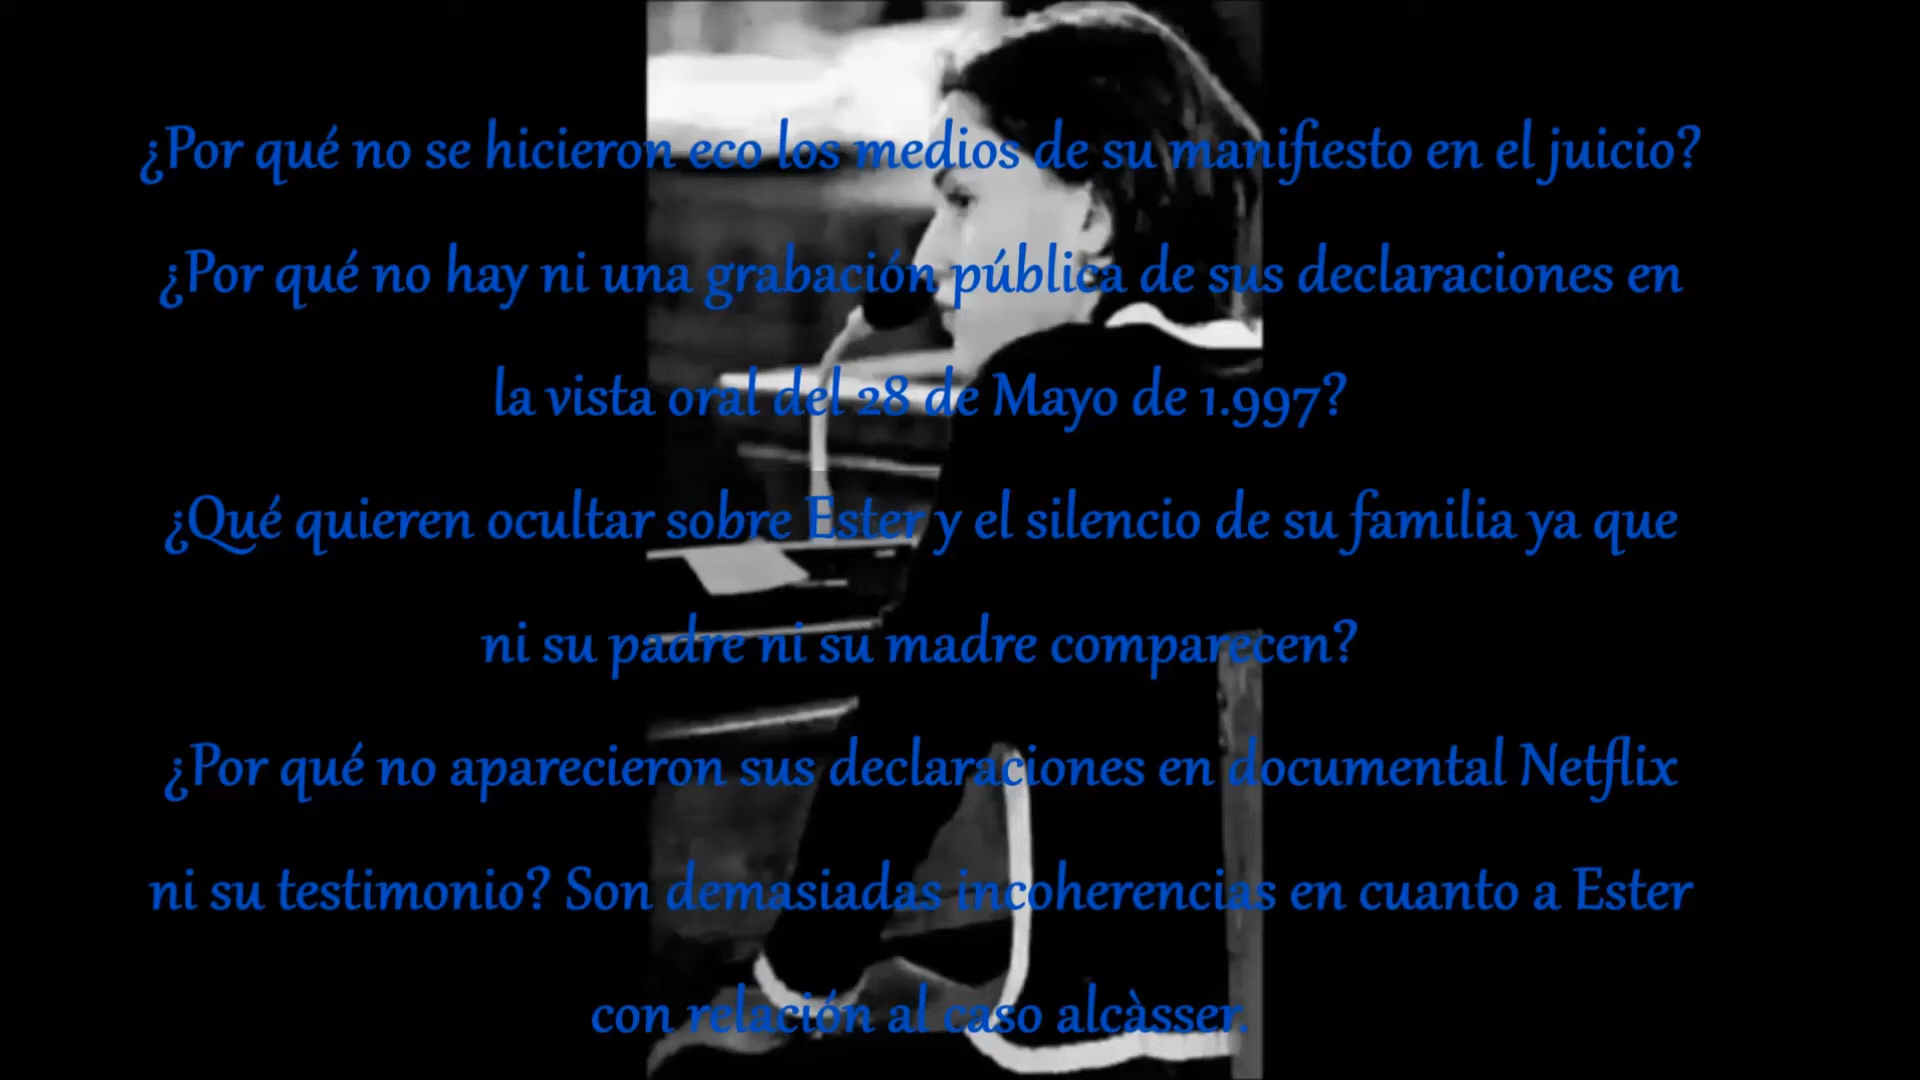 ¿Por qué no se hicieron eco los medios de su manifiesto en el juicio?
¿Por qué no hay ni una grabación pública de sus declaraciones en
la vista oral del 28 de Mayo de 1.997?
¿Qué quieren ocultar sobre Ester y el silencio de su familia ya que
ni su padre ni su madre comparecen?
¿Por qué no aparecieron sus declaraciones en documental Netflix
ni su testimonio? Son demasiadas incoherencias en cuanto a Ester
con relación al caso alcàsser.